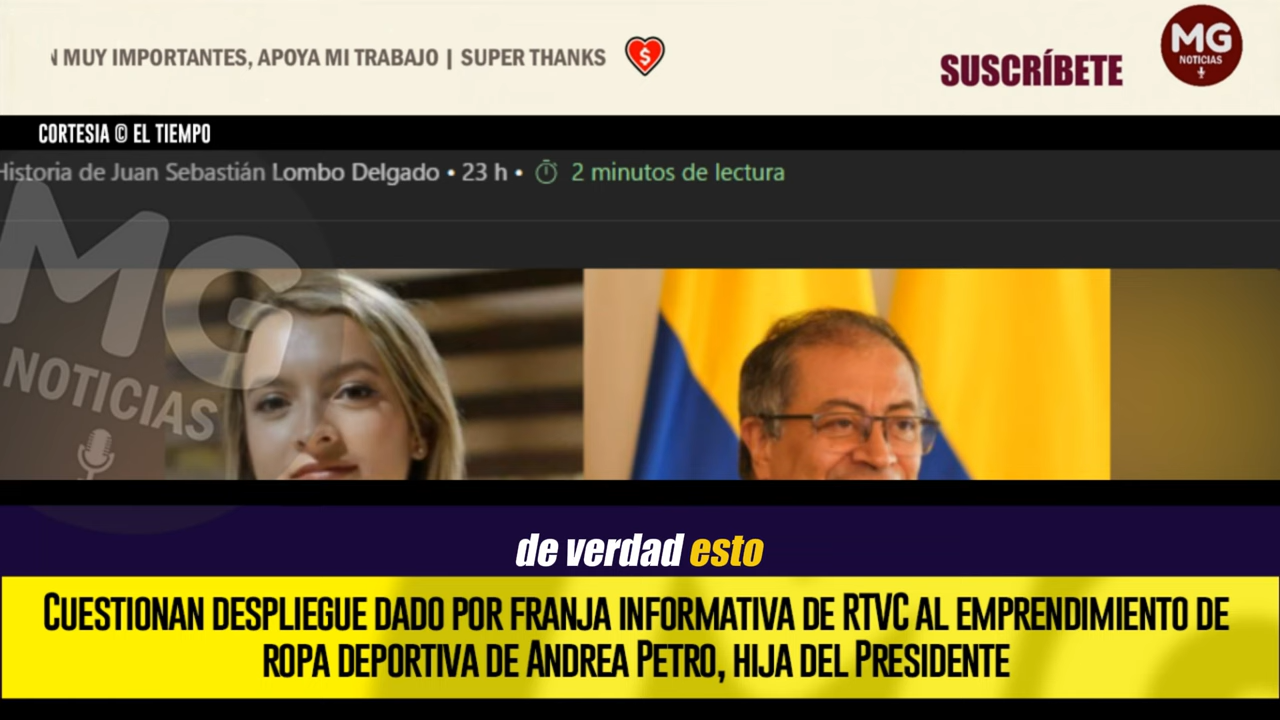 N MUY IMPORTANTES, APOYA MI TRABAJO | SUPER THANKS
$
SUSCRÍBETE
MG
NOTICIAS
CORTESIA © EL TIEMPO
Historia de Juan Sebastián Lombo Delgado • 23 h • 2 minutos de lectura
MG
NOTICIAS
de verdad esto
CUESTIONAN DESPLIEGUE DADO POR FRANJA INFORMATIVA DE RTVC AL EMPRENDIMIENTO DE
ROPA DEPORTIVA DE ANDREA PETRO, HIJA DEL PRESIDENTE